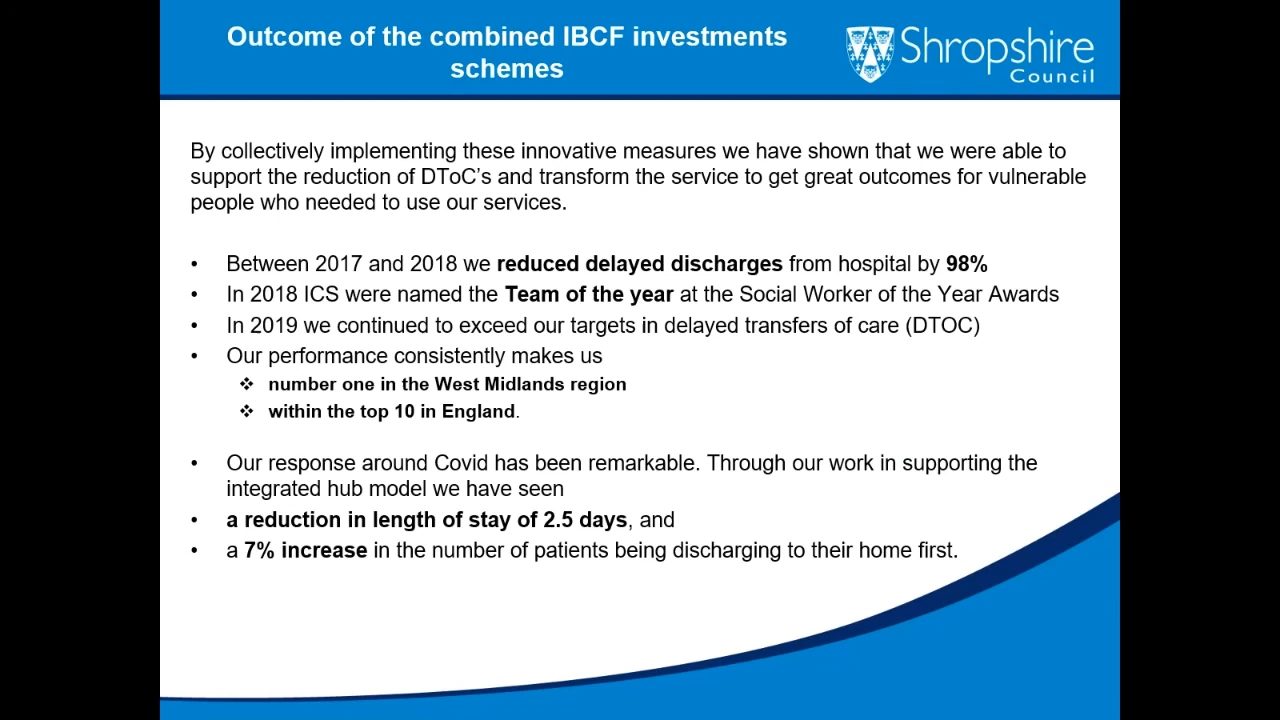 Outcome of the combined IBCF investments
schemes
Shropshire
Council
By collectively implementing these innovative measures we have shown that we were able to
support the reduction of DToC's and transform the service to get great outcomes for vulnerable
people who needed to use our services.
• Between 2017 and 2018 we reduced delayed discharges from hospital by 98%
• In 2018 ICS were named the Team of the year at the Social Worker of the Year Awards
• In 2019 we continued to exceed our targets in delayed transfers of care (DTOC)
• Our performance consistently makes us
❖ number one in the West Midlands region
❖ within the top 10 in England.
• Our response around Covid has been remarkable. Through our work in supporting the
integrated hub model we have seen
• a reduction in length of stay of 2.5 days, and
• a 7% increase in the number of patients being discharging to their home first.